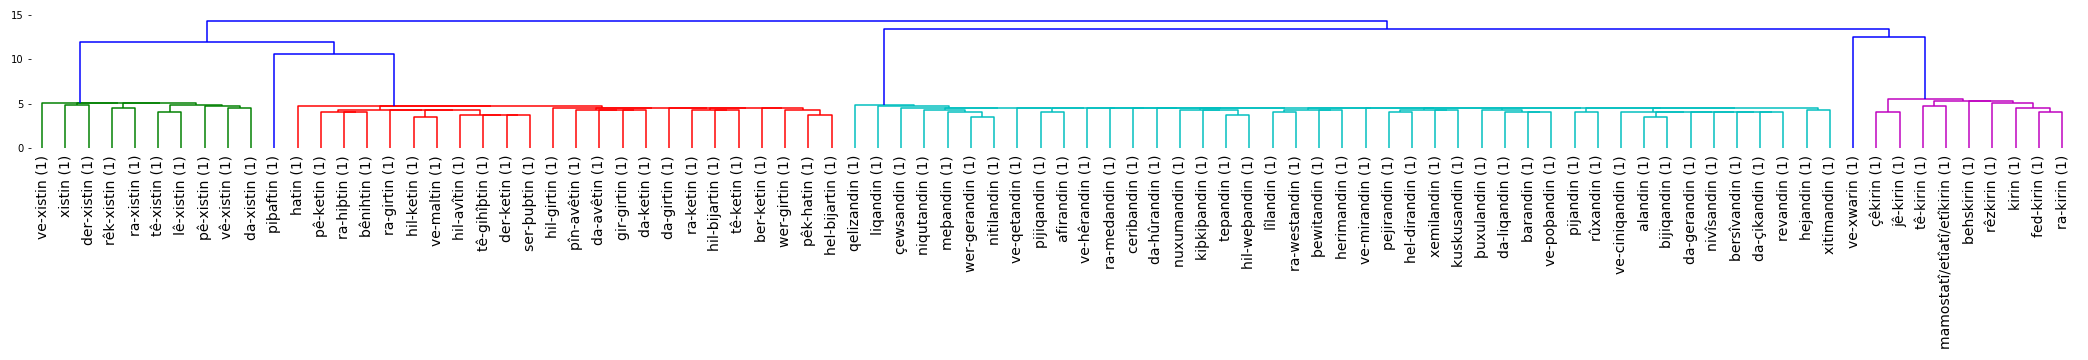 15
10
5
0
ve-xistin (1)
xistin (1)
der-xistin (1)
rêk-xistin (1)
ra-xistin (1)
tê-xistin (1)
lê-xistin (1)
pê-xistin (1)
vê-xistin (1)
da-xistin (1)
piþaftin (1)
hatin (1)
pê-ketin (1)
ra-hiþtin (1)
bênihtin (1)
ra-girtin (1)
hil-ketin (1)
ve-maltin (1)
hil-avîtin (1)
tê-gihîþtin (1)
der-ketin (1)
ser-þuþtin (1)
hil-girtin (1)
pîn-avêtin (1)
da-avêtin (1)
gir-girtin (1)
da-ketin (1)
da-girtin (1)
ra-ketin (1)
hil-bijartin (1)
tê-ketin (1)
ber-ketin (1)
wer-girtin (1)
pêk-hatin (1)
hel-bijartin (1)
qelizandin (1)
liqandin (1)
çewsandin (1)
niqutandin (1)
meþandin (1)
wer-gerandin (1)
nitilandin (1)
ve-qetandin (1)
pijiqandin (1)
afirandin (1)
ve-hêrandin (1)
ra-medandin (1)
ceribandin (1)
da-hûrandin (1)
nuxumandin (1)
kiþkiþandin (1)
tepandin (1)
hil-weþandin (1)
lîlandin (1)
ra-westandin (1)
þewitandin (1)
herimandin (1)
ve-mirandin (1)
pejirandin (1)
hel-dirandin (1)
xemilandin (1)
kuskusandin (1)
þuxulandin (1)
da-liqandin (1)
barandin (1)
ve-poþandin (1)
pijandin (1)
rûxandin (1)
ve-ciniqandin (1)
alandin (1)
bijiqandin (1)
da-gerandin (1)
nivîsandin (1)
bersîvandin (1)
da-çikandin (1)
revandin (1)
hejandin (1)
xitimandin (1)
ve-xwarin (1)
çêkirin (1)
jê-kirin (1)
tê-kirin (1)
mamostatî/etîatî/etîkirin (1)
behskirin (1)
rêzkirin (1)
kirin (1)
fed-kirin (1)
ra-kirin (1)